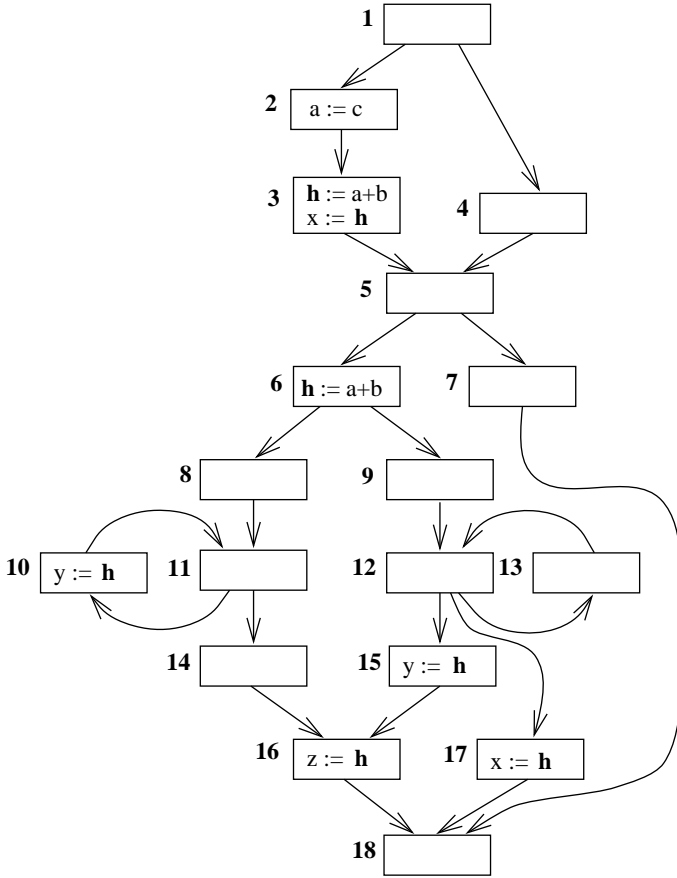 1
2
a := c
3
h := a+b
x := h
4
5
6
h := a+b
7
8
9
10
y := h
11
12
13
14
15
y := h
16
z := h
17
x := h
18